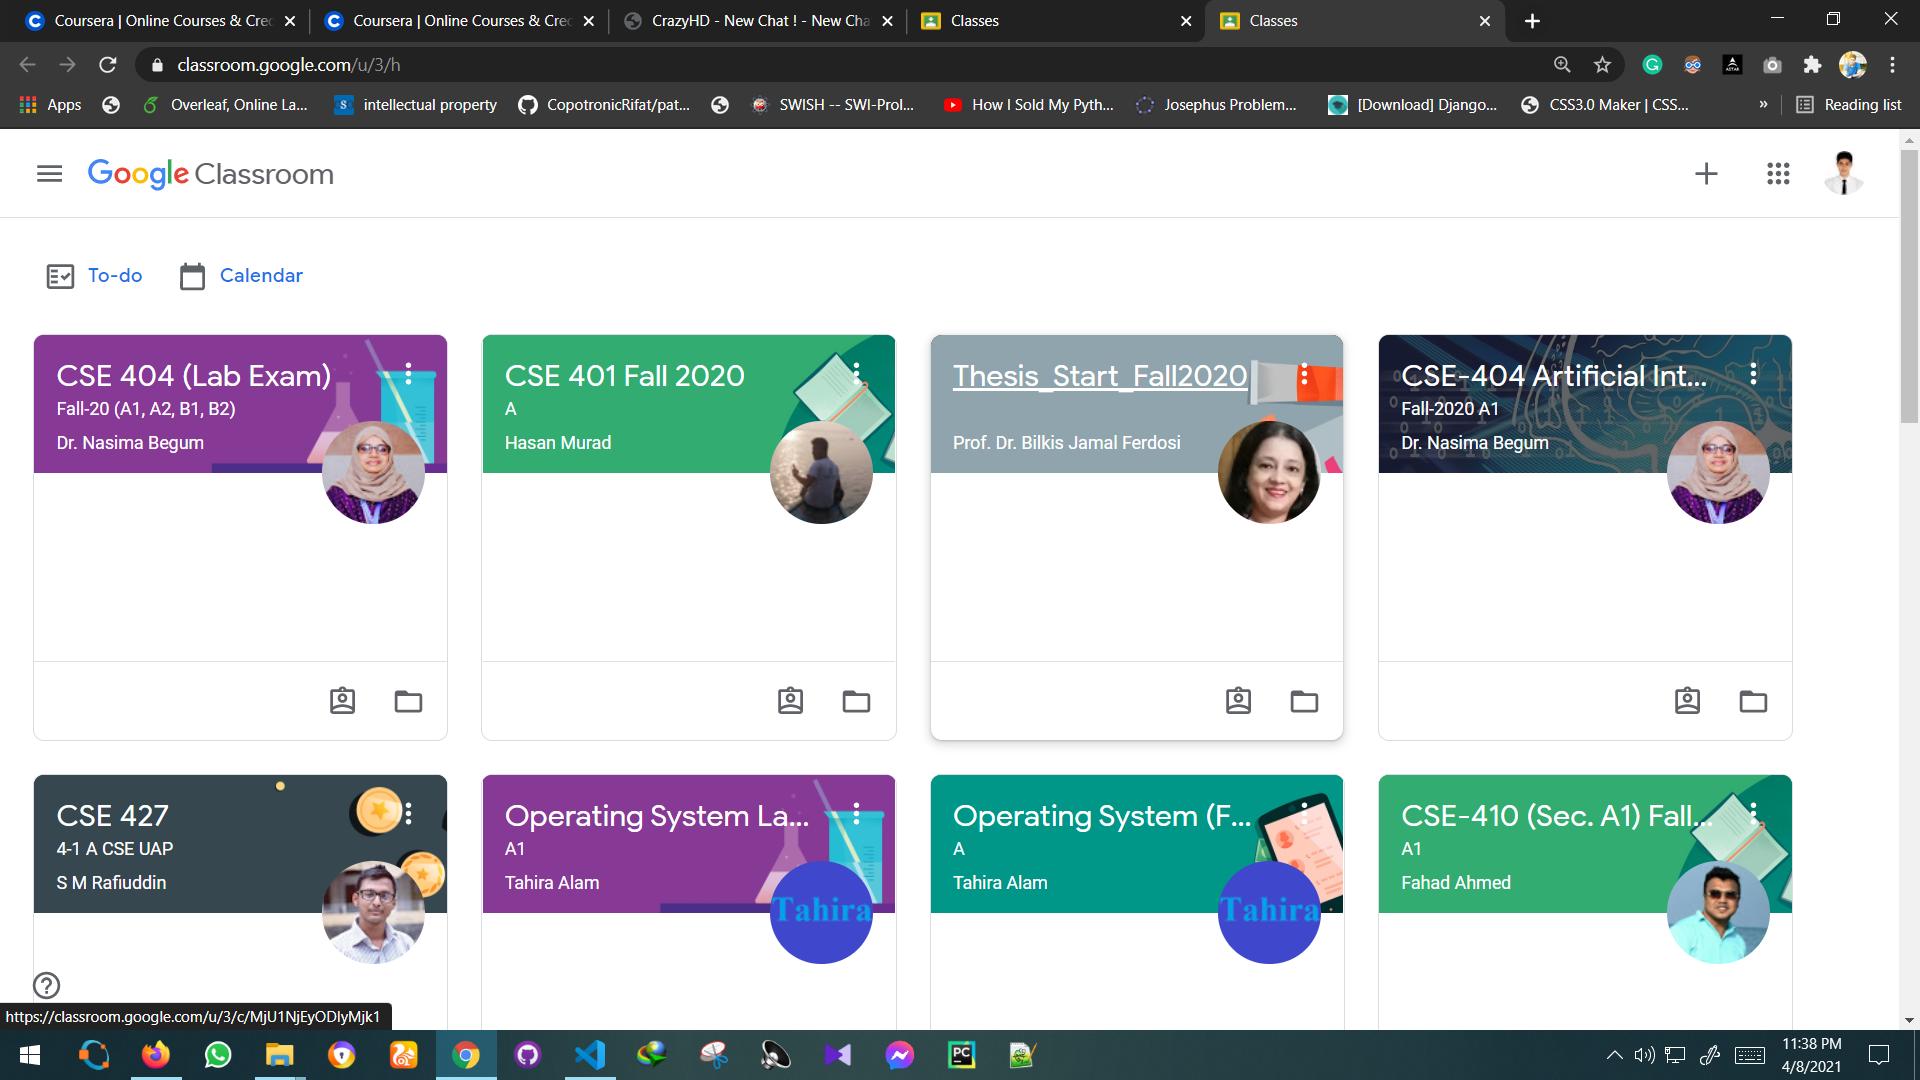 Coursera | Online Courses & Cre
Coursera | Online Courses & Cre
CrazyHD - New Chat ! - New Cha
Classes
Classes
classroom.google.com/u/3/h
Apps
Overleaf, Online La...
intellectual property
CopotronicRifat/pat...
SWISH -- SWI-Prol...
How I Sold My Pyth...
Josephus Problem...
[Download] Django...
CSS3.0 Maker | CSS...
»
Reading list
Google Classroom
To-do
Calendar
CSE 404 (Lab Exam)
Fall-20 (A1, A2, B1, B2)
Dr. Nasima Begum
CSE 401 Fall 2020
A
Hasan Murad
Thesis_Start_Fall2020
Prof. Dr. Bilkis Jamal Ferdosi
CSE-404 Artificial Int...
Fall-2020 A1
Dr. Nasima Begum
CSE 427
4-1 A CSE UAP
S M Rafiuddin
Operating System La...
A1
Tahira Alam
Tahira
Operating System (F...
A
Tahira Alam
Tahira
CSE-410 (Sec. A1) Fall...
A1
Fahad Ahmed
https://classroom.google.com/u/3/c/MjU1NjEyODIyMjk1
11:38 PM
4/8/2021